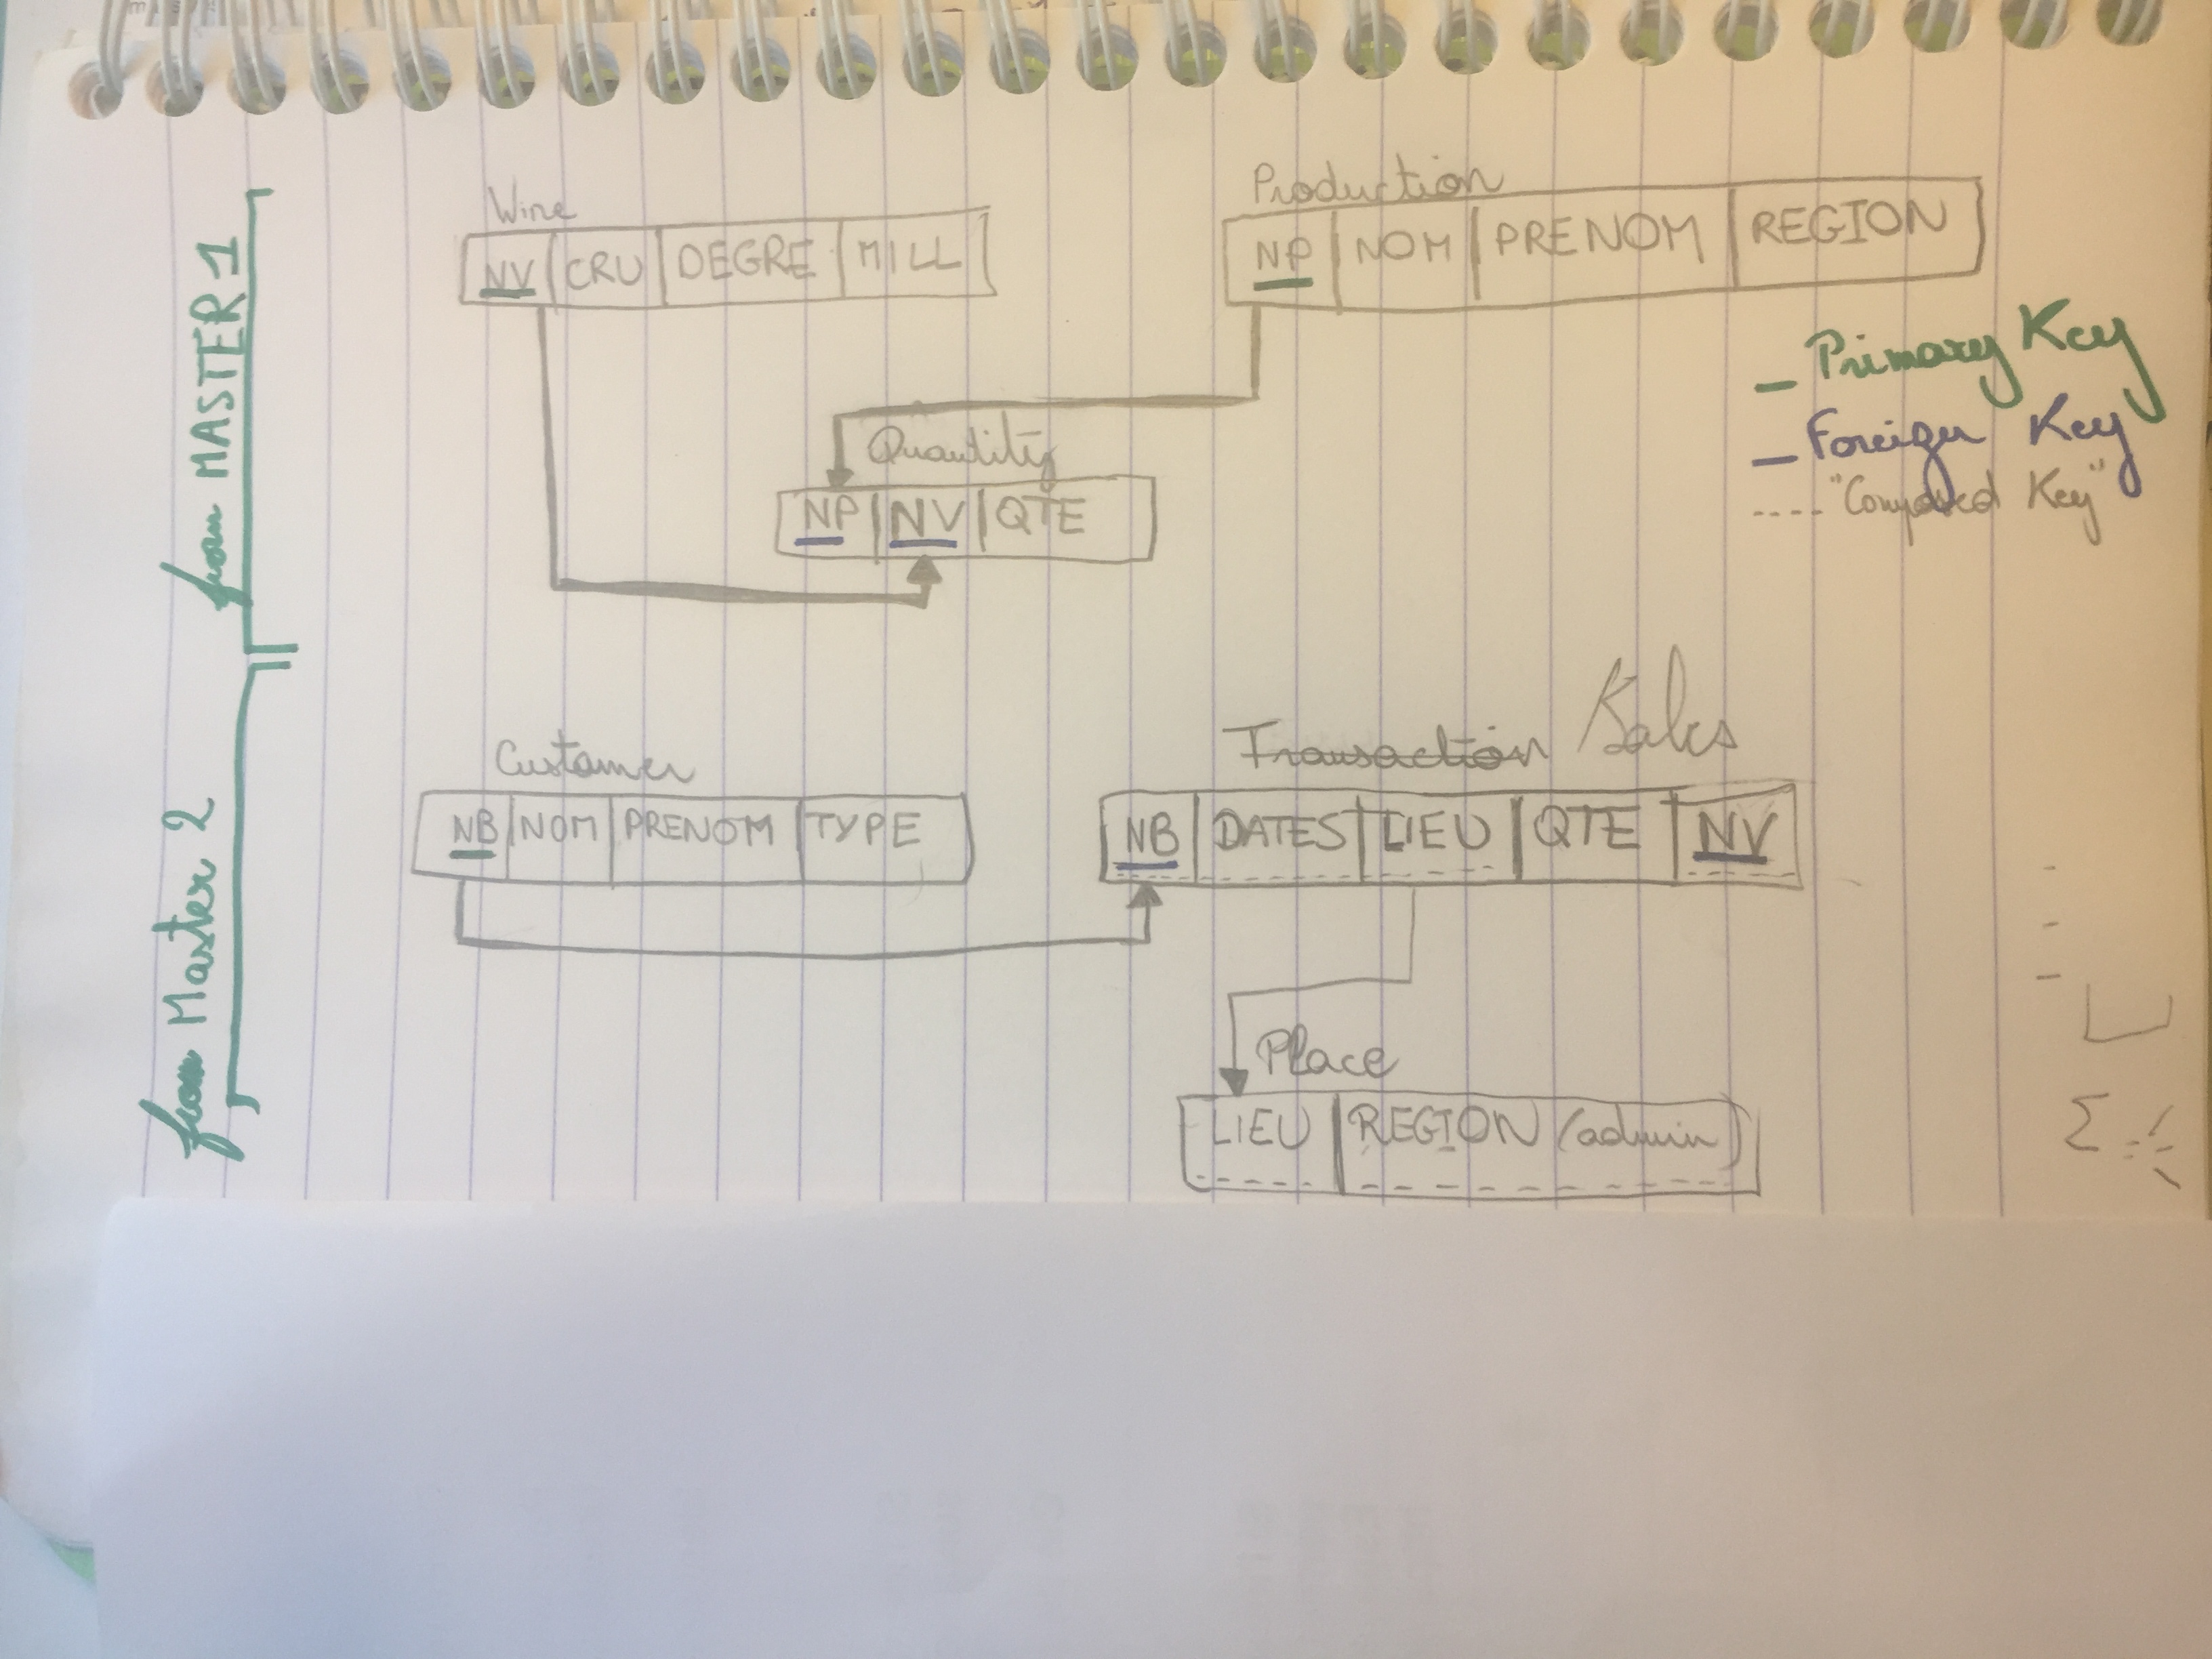 from MASTER 1
Wine
NV CRU DEGRE MILL
Production
NP NOM PRENOM REGION
Primary Key
Foreign Key
"Composed Key"
Quantity
NP NV QTE
from Master 2
Customer
NB NOM PRENOM TYPE
Transaction Sales
NB DATES LIEU QTE NV
Place
LIEU REGION (admin)
Σ